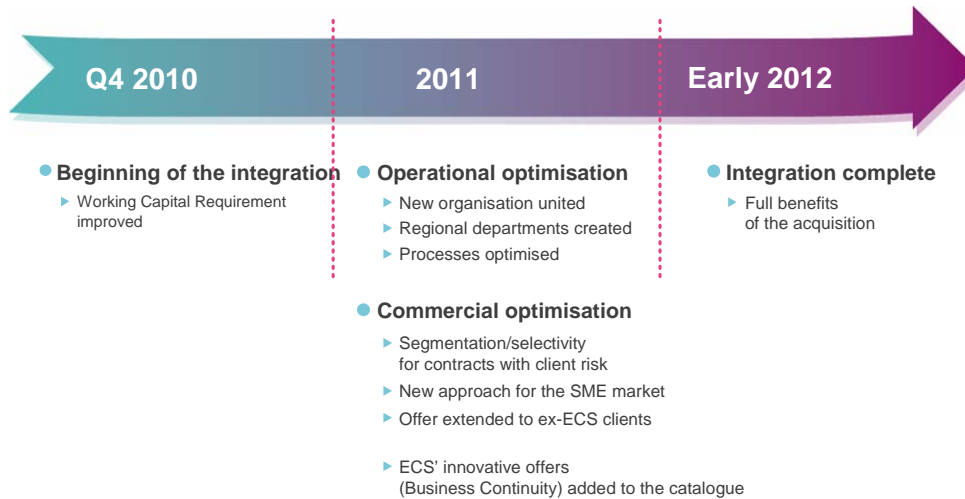 Q4 2010
2011
Early 2012
Beginning of the integration
Working Capital Requirement
improved
Operational optimisation
New organisation united
Regional departments created
Processes optimised
Commercial optimisation
Segmentation/selectivity
for contracts with client risk
New approach for the SME market
Offer extended to ex-ECS clients
ECS’ innovative offers
(Business Continuity) added to the catalogue
Integration complete
Full benefits
of the acquisition